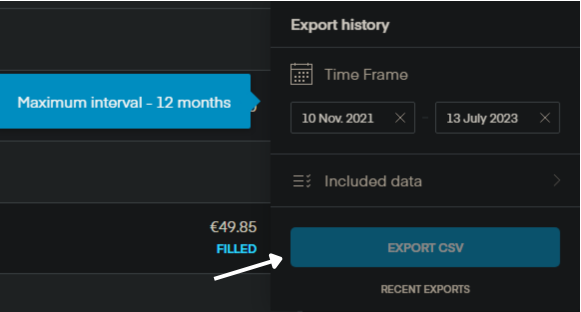 Export history
Time Frame
Maximum interval - 12 months
10 Nov. 2021 - 13 July 2023
Included data
€49.85
FILLED
EXPORT CSV
RECENT EXPORTS